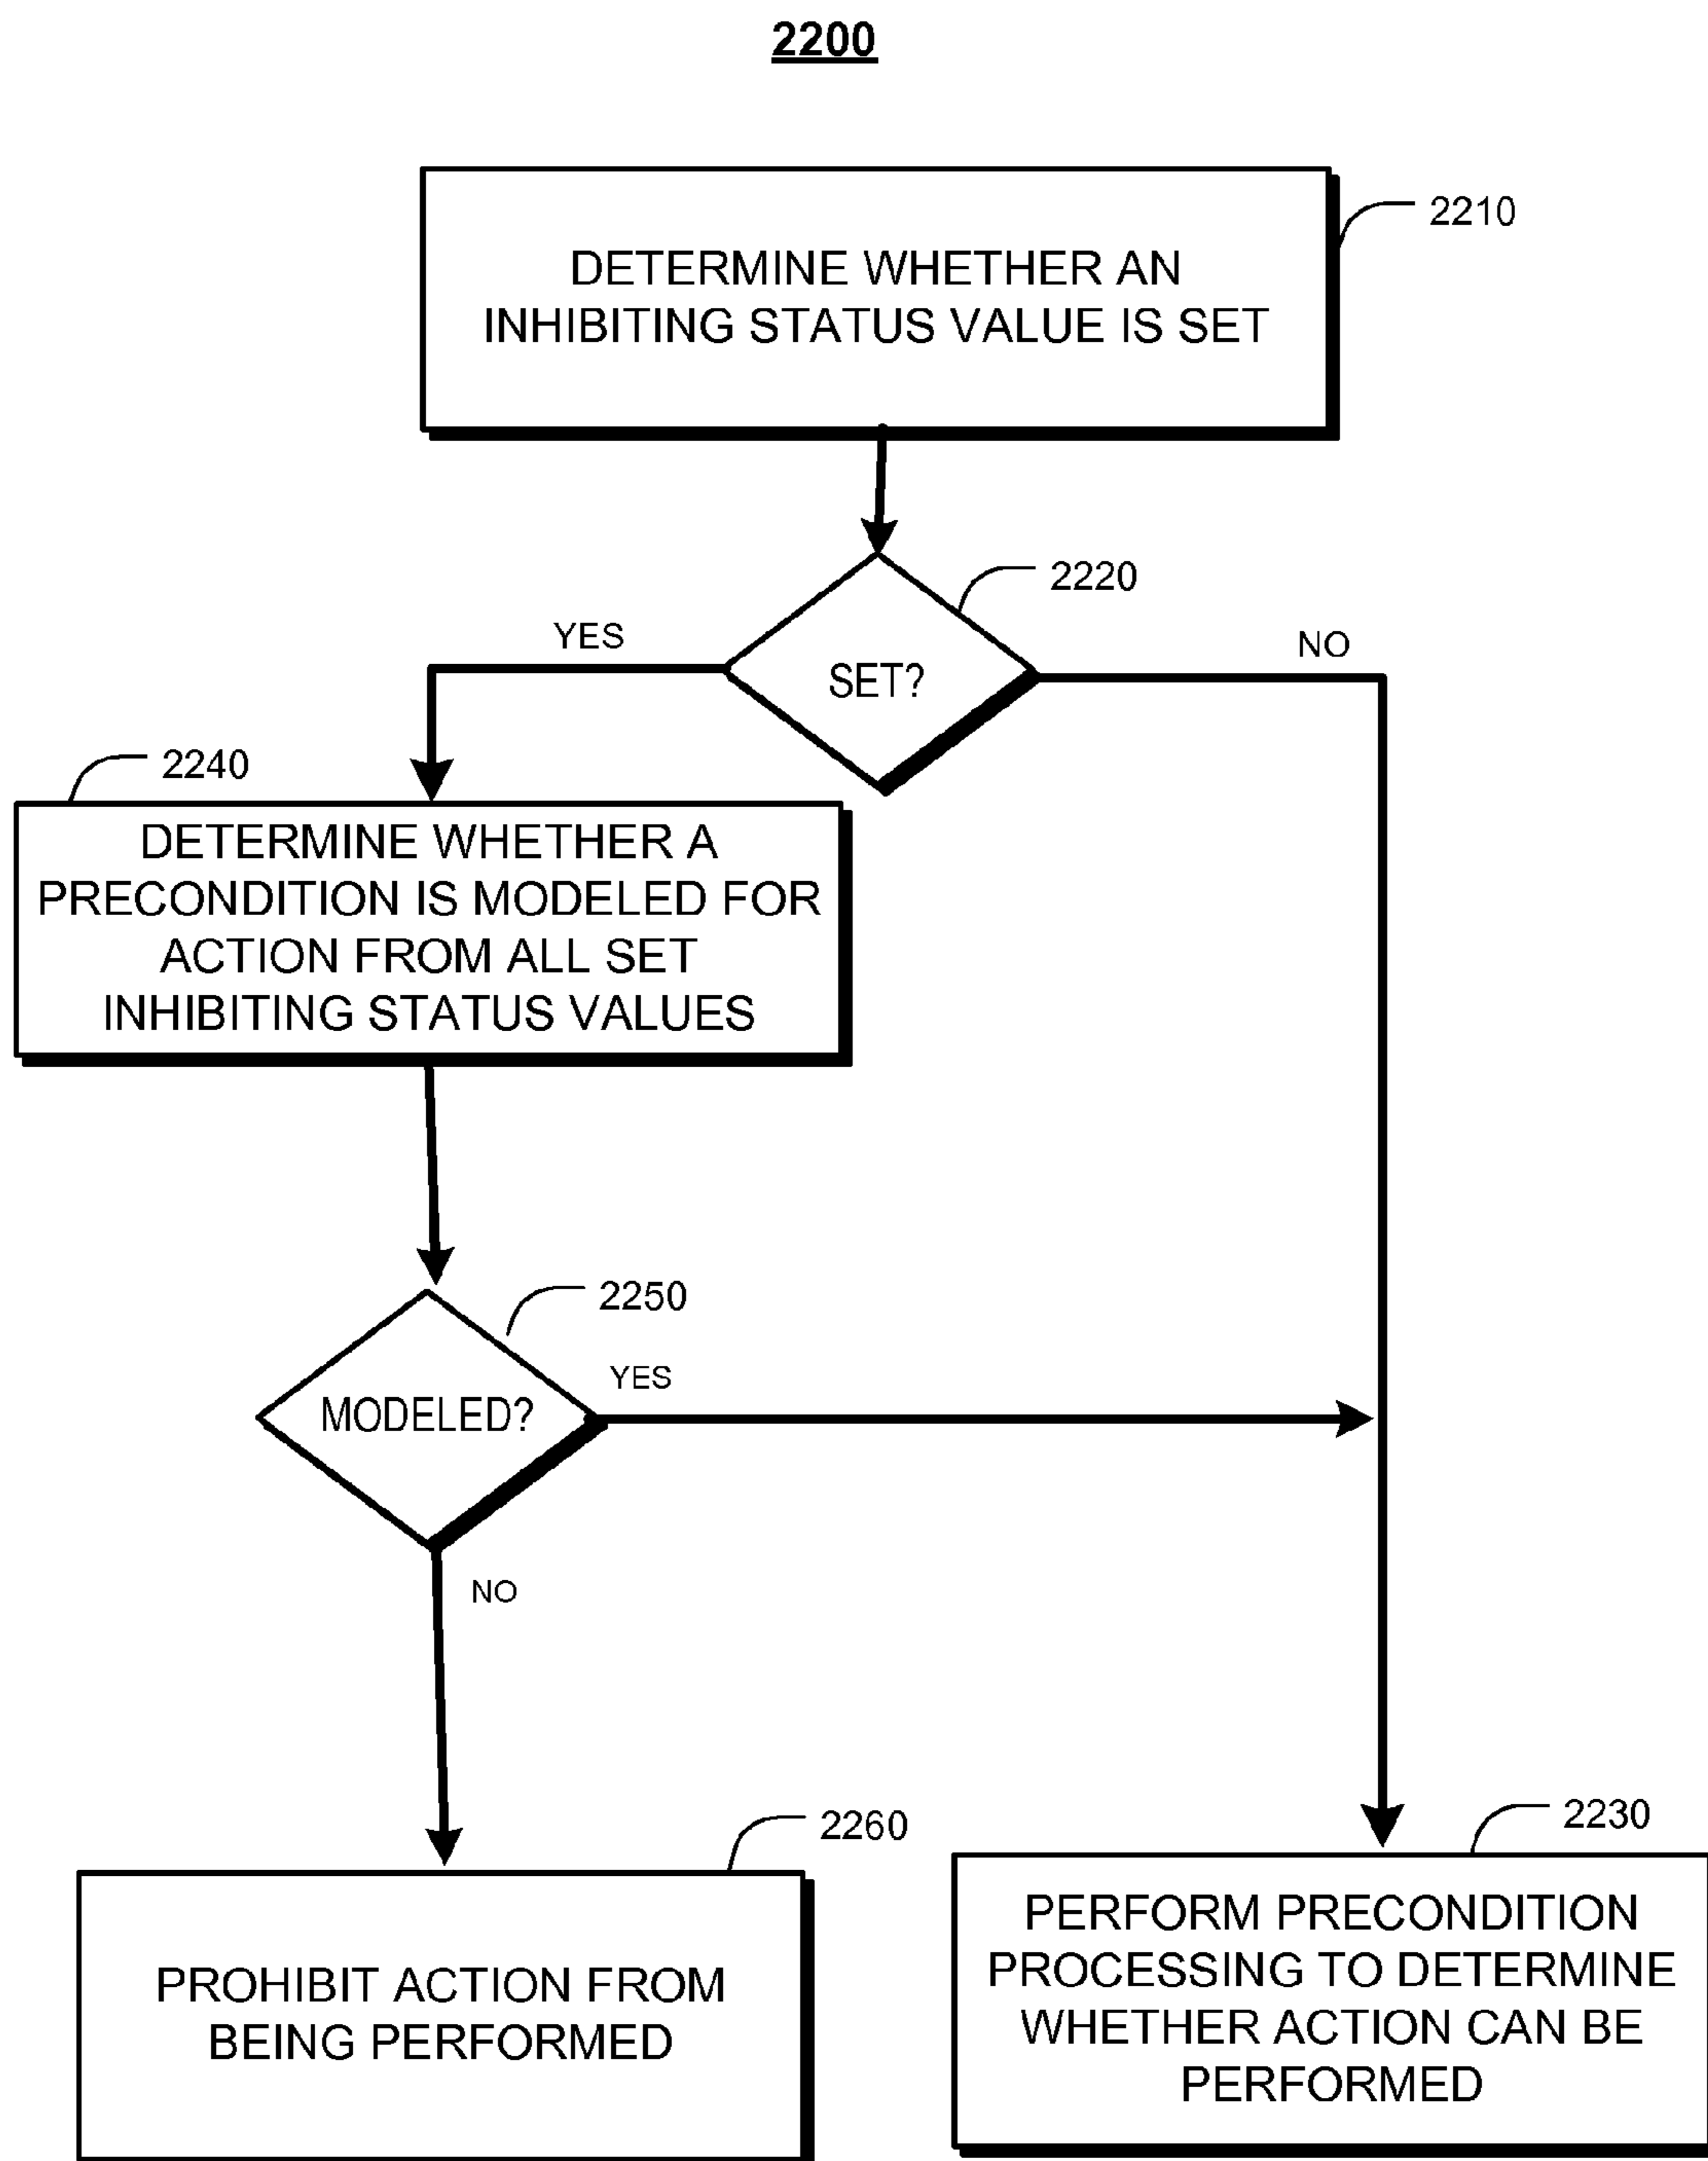 2200
DETERMINE WHETHER AN
INHIBITING STATUS VALUE IS SET
2210
2220
YES
NO
SET?
2240
DETERMINE WHETHER A
PRECONDITION IS MODELED FOR
ACTION FROM ALL SET
INHIBITING STATUS VALUES
2250
YES
MODELED?
NO
2260
PROHIBIT ACTION FROM
BEING PERFORMED
2230
PERFORM PRECONDITION
PROCESSING TO DETERMINE
WHETHER ACTION CAN BE
PERFORMED